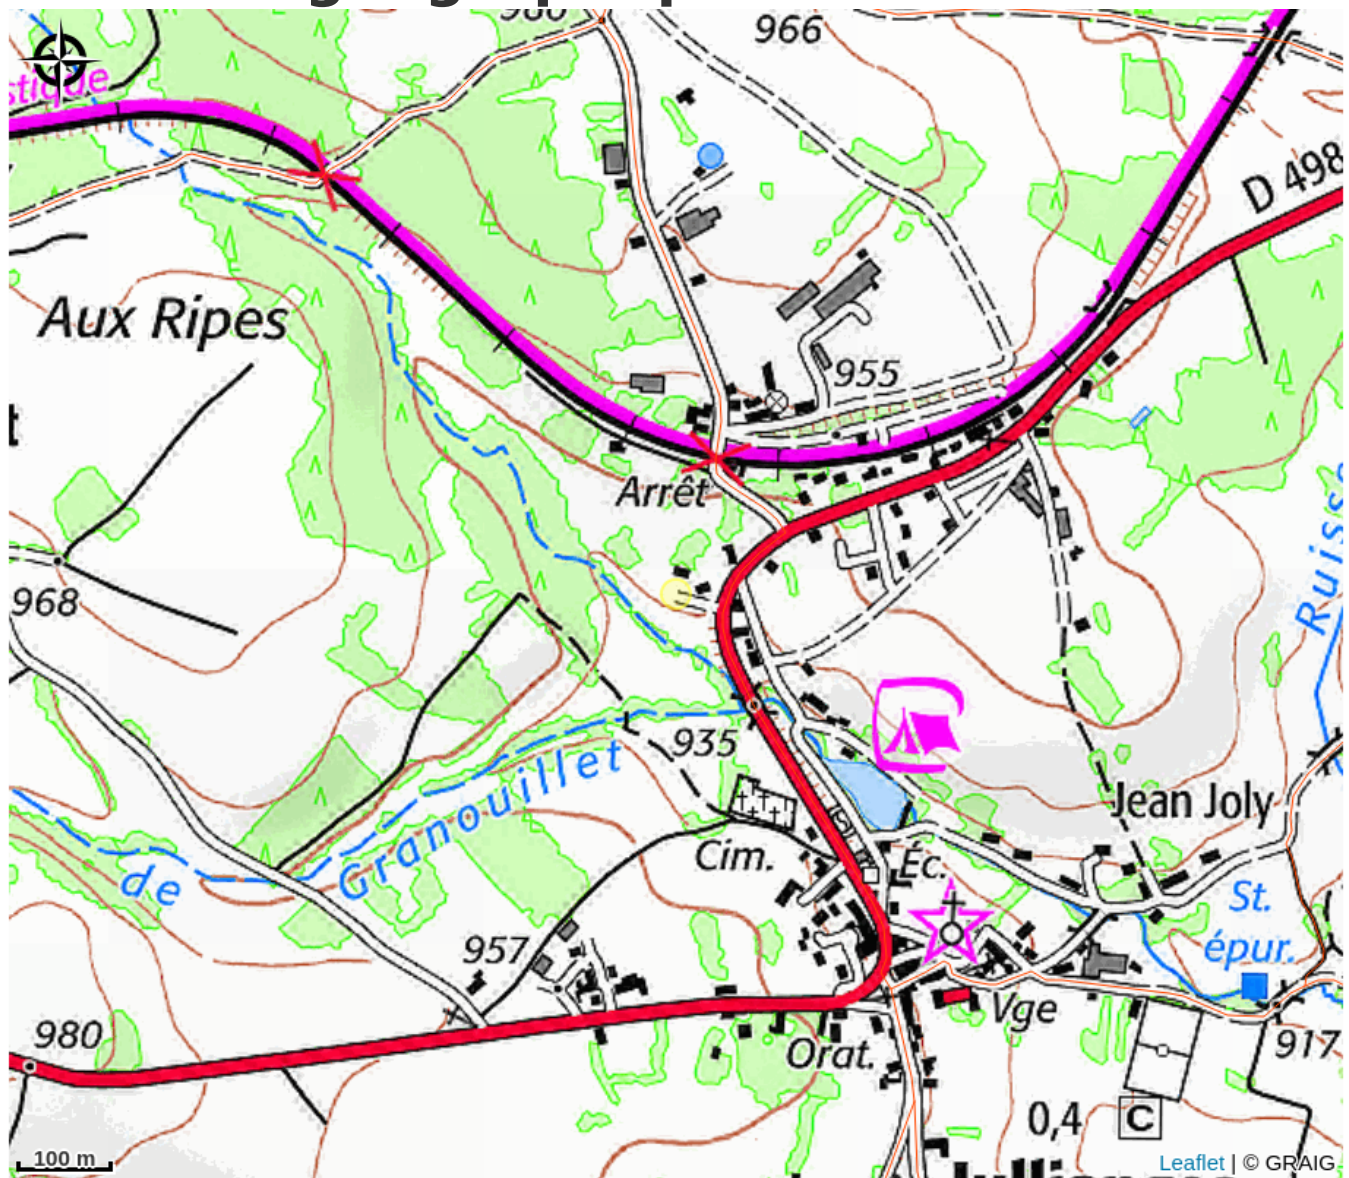 966
stique
D 498
Aux Ripes
955
Arrêt
968
935
Granouillet
de
Jean Joly
Cim.
Éc.
St.
épur.
957
Vge
980
Orat.
917
0,4
C
100 m
Leaflet | © GRAIG